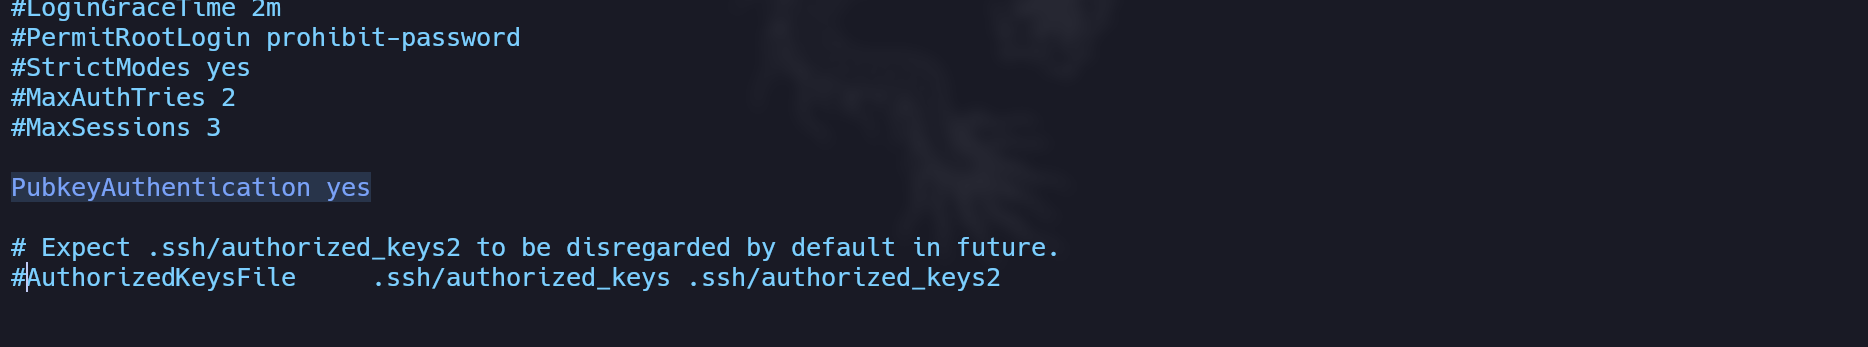 #LoginGraceTime 2m
#PermitRootLogin prohibit-password
#StrictModes yes
#MaxAuthTries 2
#MaxSessions 3
PubkeyAuthentication yes
# Expect .ssh/authorized_keys2 to be disregarded by default in future.
#AuthorizedKeysFile     .ssh/authorized_keys .ssh/authorized_keys2